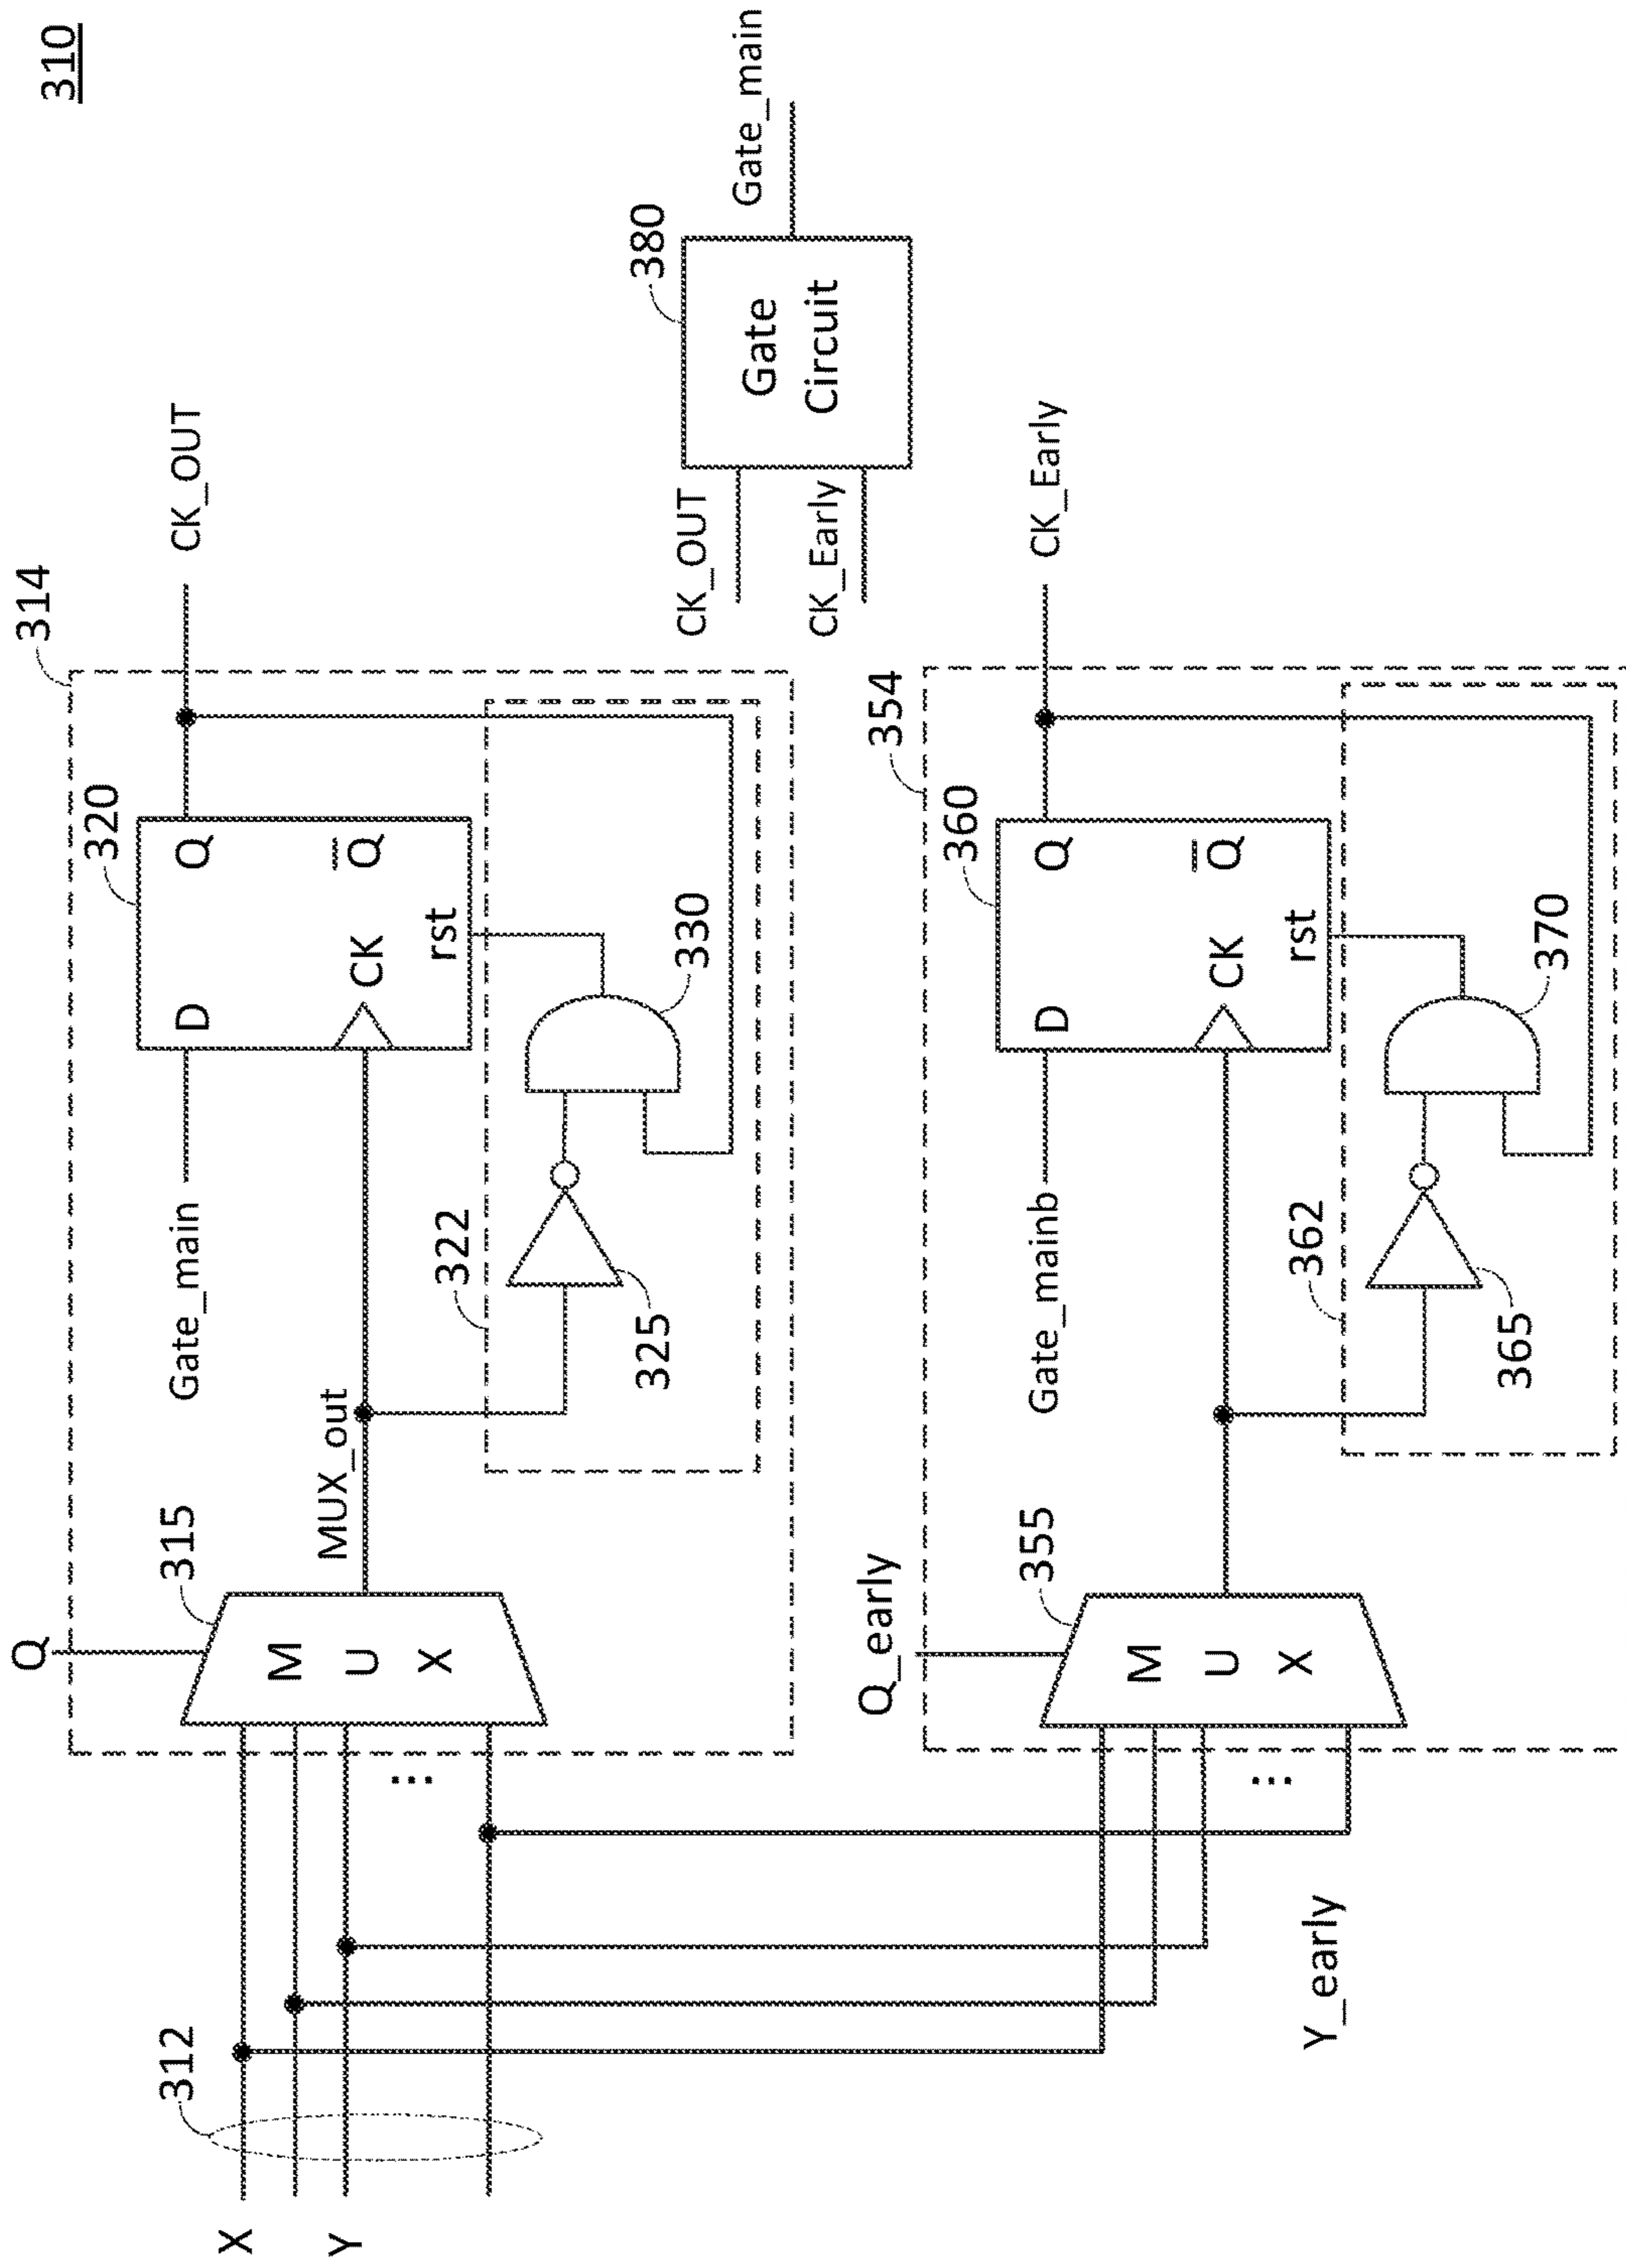 310
314
Q
315
320
CK_OUT
Gate_main
D
Q
MUX_out
CK
Q
rst
M
U
X
312
X
Y
...
322
325
330
380
Gate
Circuit
CK_OUT
CK_Early
Gate_main
354
Q_early
355
360
CK_Early
Gate_mainb
D
Q
CK
Q
rst
M
U
X
...
362
365
370
Y_early